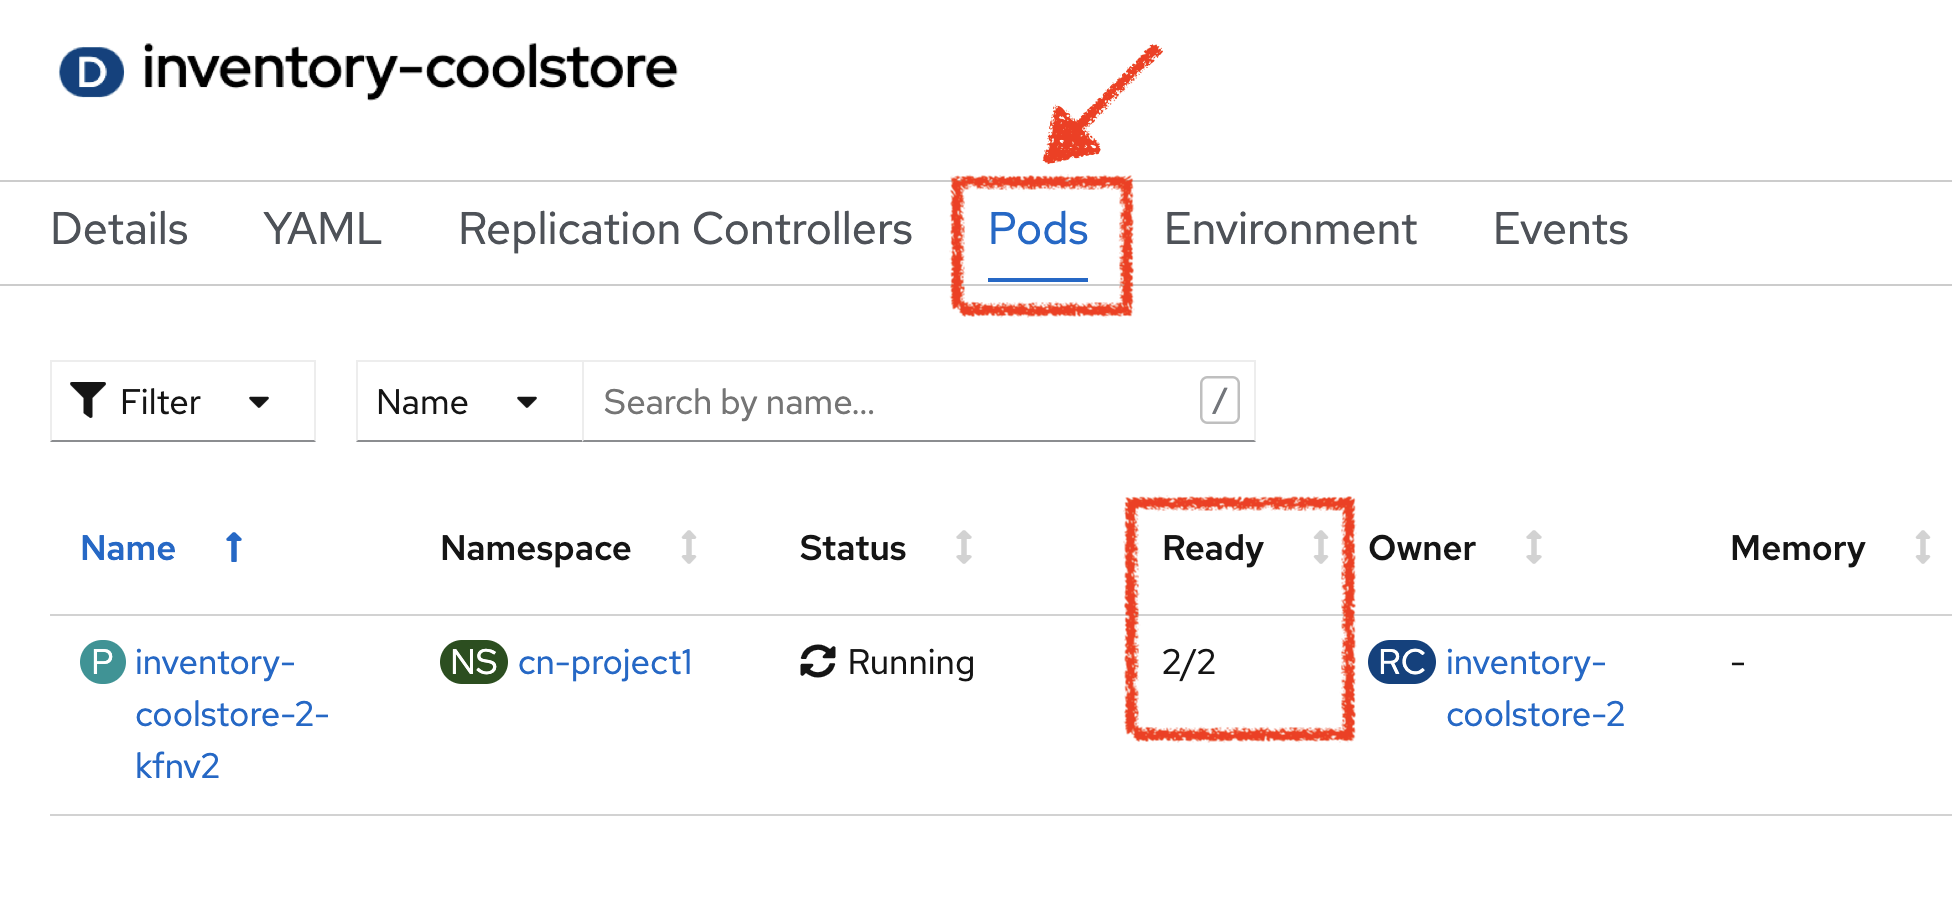 D inventory-coolstore
Details YAML Replication Controllers Pods Environment Events
Filter Name Search by name... /
Name Namespace Status Ready Owner Memory
P inventory- NS cn-project1 Running 2/2 RC inventory- -
coolstore-2- coolstore-2
kfnv2